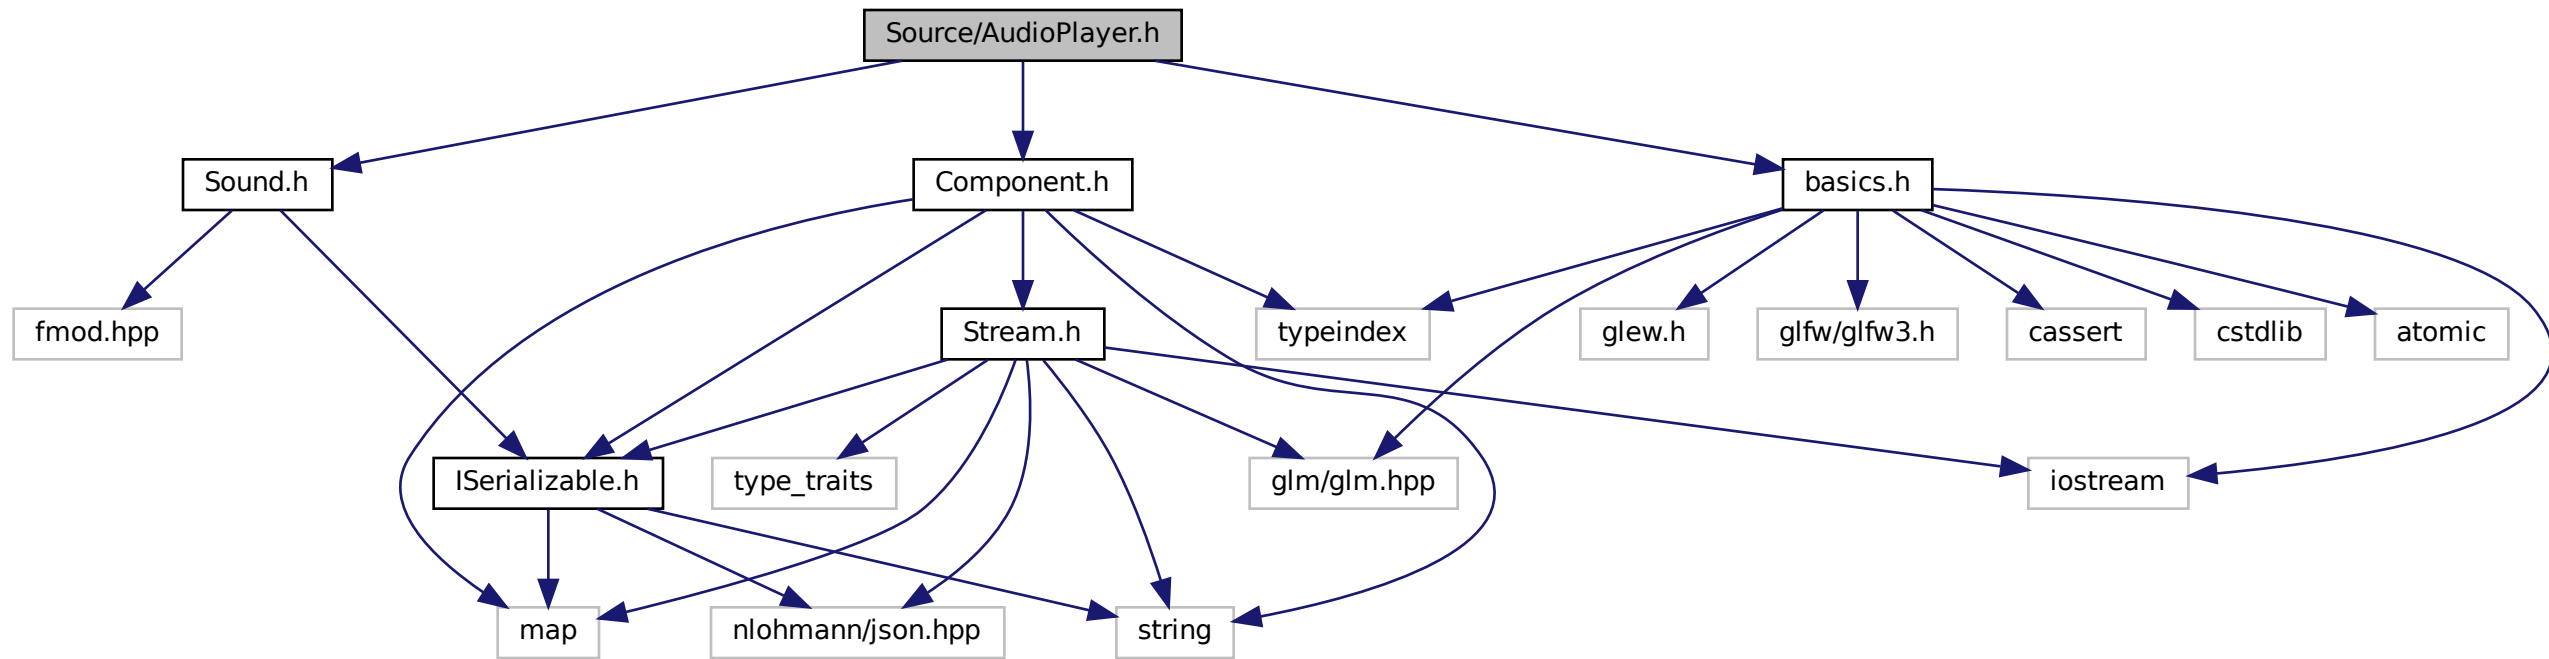 Source/AudioPlayer.h
Sound.h
Component.h
basics.h
fmod.hpp
Stream.h
typeindex
glew.h
glfw/glfw3.h
cassert
cstdlib
atomic
ISerializable.h
type_traits
glm/glm.hpp
iostream
map
nlohmann/json.hpp
string